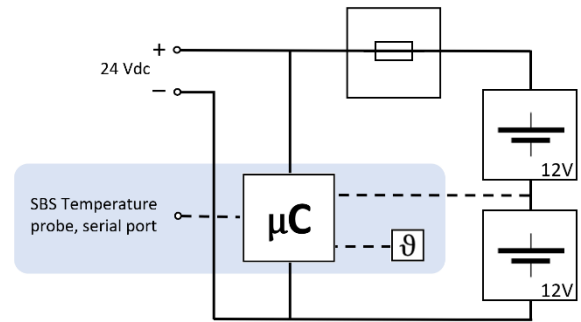 +
24 Vdc
−
12V
SBS Temperature
probe, serial port
μC
ϑ
12V